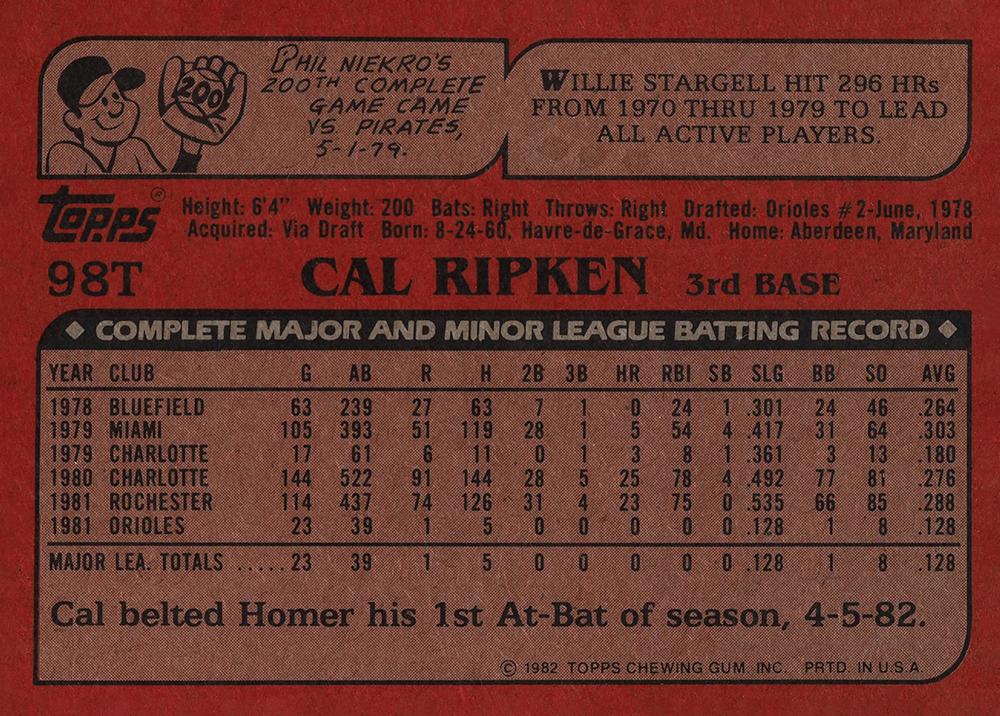 200
PHIL NIEKRO'S
200TH COMPLETE
GAME CAME
VS. PIRATES,
5-1-79.
WILLIE STARGELL HIT 296 HRs
FROM 1970 THRU 1979 TO LEAD
ALL ACTIVE PLAYERS.
TOPPS®
Height: 6'4" Weight: 200 Bats: Right Throws: Right Drafted: Orioles #2-June, 1978
Acquired: Via Draft Born: 8-24-60, Havre-de-Grace, Md. Home: Aberdeen, Maryland
98T CAL RIPKEN 3rd BASE
COMPLETE MAJOR AND MINOR LEAGUE BATTING RECORD
YEAR CLUB G AB R H 2B 3B HR RBI SB SLG BB SO AVG
1978 BLUEFIELD 63 239 27 63 7 1 0 24 1 .301 24 46 .264
1979 MIAMI 105 393 51 119 28 1 5 54 4 .417 31 64 .303
1979 CHARLOTTE 17 61 6 11 0 1 3 8 1 .361 3 13 .180
1980 CHARLOTTE 144 522 91 144 28 5 25 78 4 .492 77 81 .276
1981 ROCHESTER 114 437 74 126 31 4 23 75 0 .535 66 85 .288
1981 ORIOLES 23 39 1 5 0 0 0 0 0 .128 1 8 .128
MAJOR LEA. TOTALS ..... 23 39 1 5 0 0 0 0 0 .128 1 8 .128
Cal belted Homer his 1st At-Bat of season, 4-5-82.
© 1982 TOPPS CHEWING GUM. INC. PRTD. IN U.S.A.